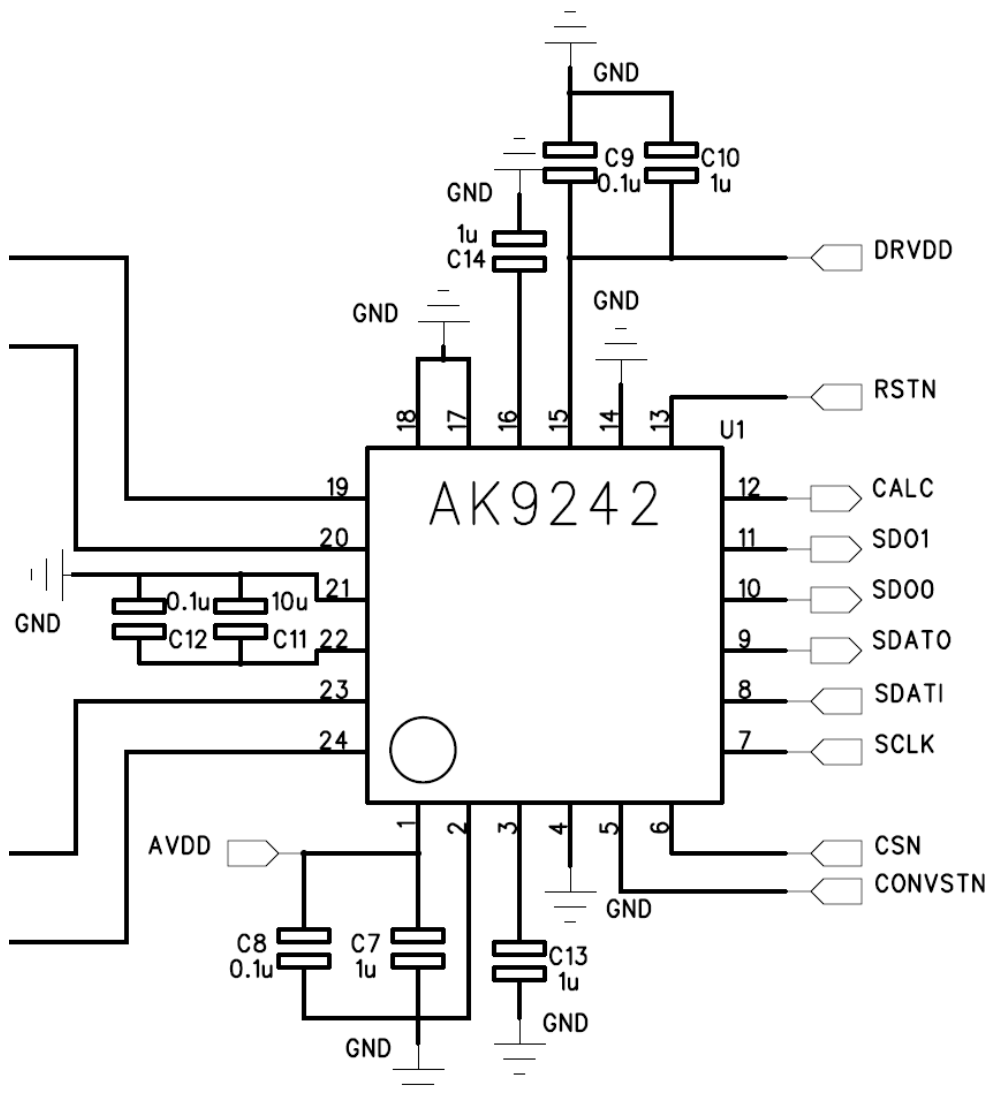 GND
C9
0.1u
C10
1u
GND
1u
C14
DRVDD
GND
GND
RSTN
18
17
16
15
14
13
U1
AK9242
19
12
CALC
20
11
SDO1
21
10
SDO0
GND
0.1u
10u
C12
C11
22
9
SDATO
23
8
SDATI
24
7
SCLK
1
2
3
4
5
6
AVDD
CSN
CONVSTN
GND
C8
0.1u
C7
1u
C13
1u
GND
GND